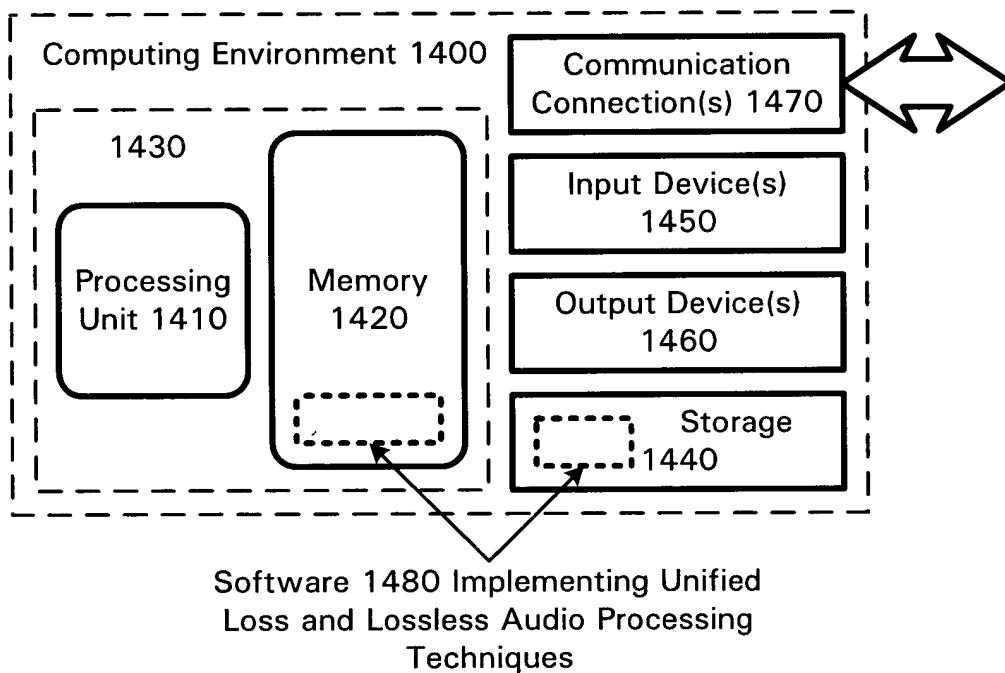 Computing Environment 1400
Communication
Connection(s) 1470
1430
Input Device(s)
1450
Processing
Unit 1410
Memory
1420
Output Device(s)
1460
Storage
1440
Software 1480 Implementing Unified
Loss and Lossless Audio Processing
Techniques